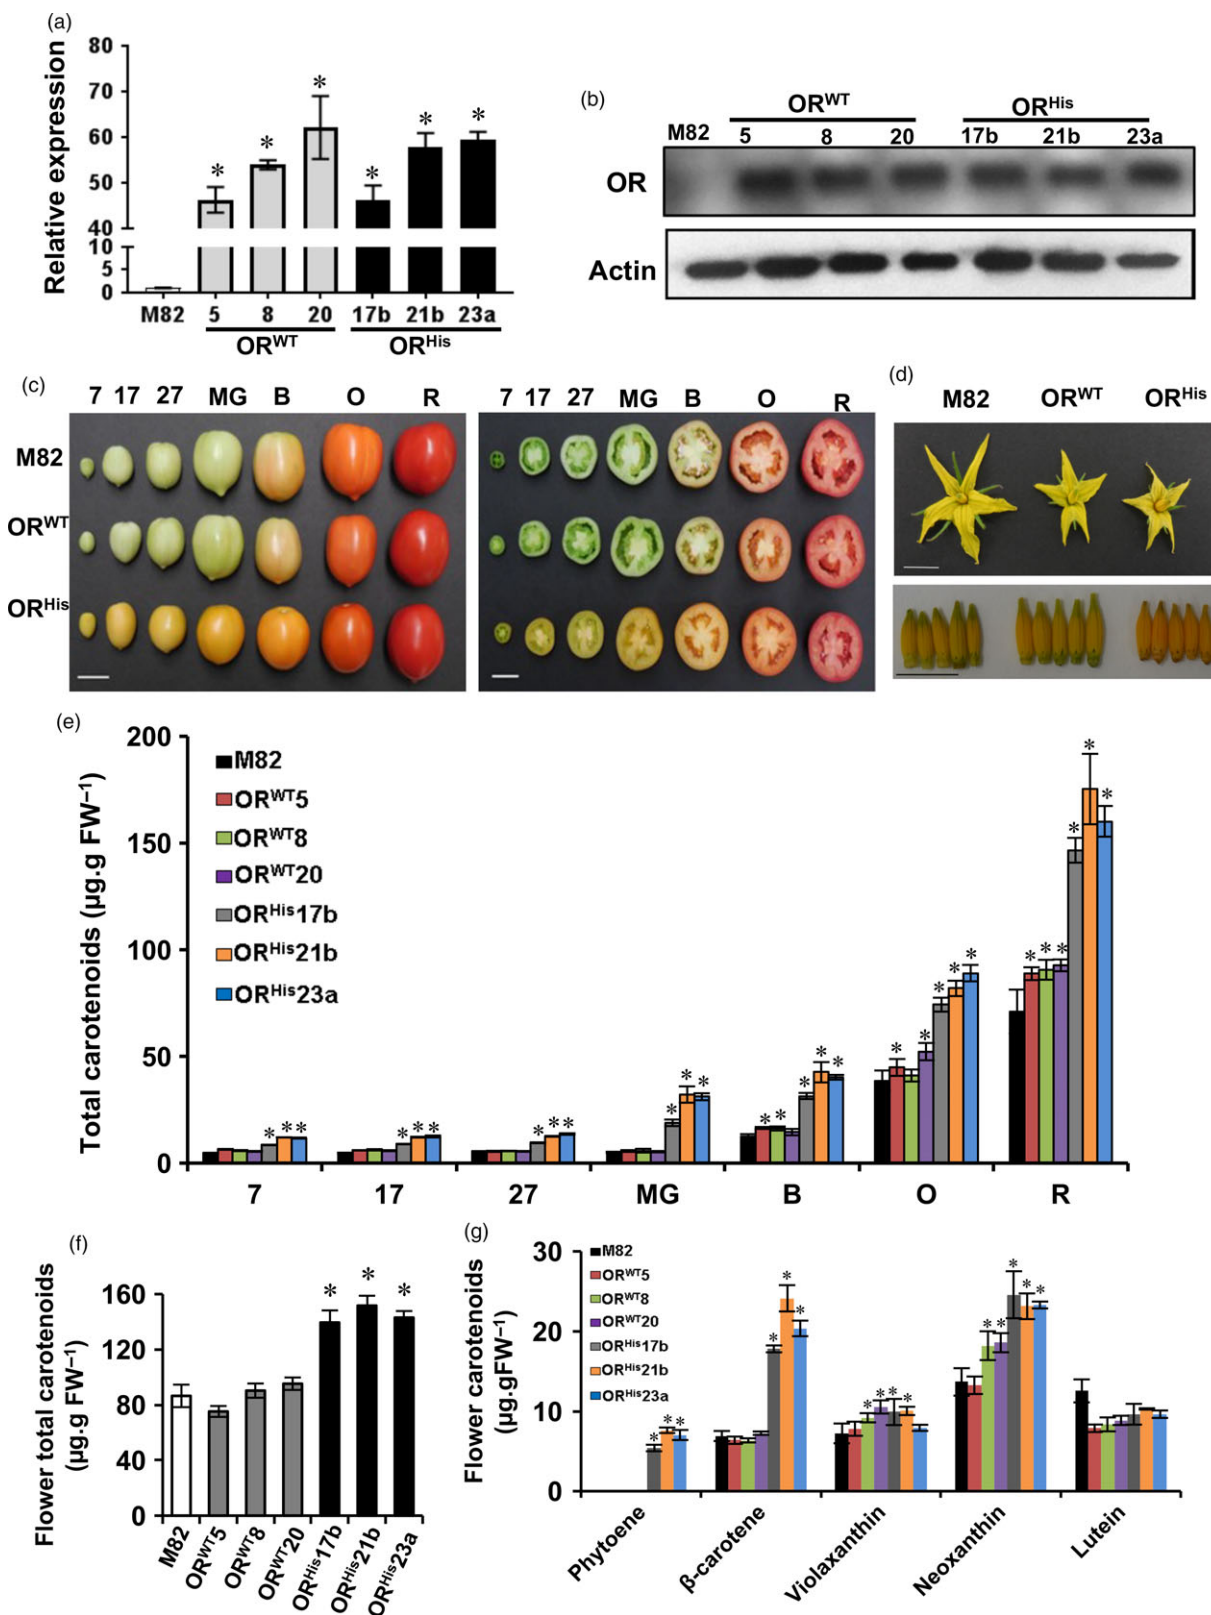 (a)
Relative expression
80
70
60
50
40
10
5
0
* * * * * *
M82 5 8 20 17b 21b 23a
OR^WT OR^His
(b)
OR^WT OR^His
M82 5 8 20 17b 21b 23a
OR
Actin
(c)
7 17 27 MG B O R 7 17 27 MG B O R
M82
OR^WT
OR^His
(d)
M82 OR^WT OR^His
(e)
Total carotenoids (µg.g FW⁻¹)
200
150
100
50
0
M82
OR^WT5
OR^WT8
OR^WT20
OR^His17b
OR^His21b
OR^His23a
* * *
* * *
* * *
* * *
* * * * *
* * * * *
* * * * * *
7 17 27 MG B O R
(f)
Flower total carotenoids
(µg.g FW⁻¹)
160
120
80
40
0
* * *
M82 OR^WT5 OR^WT8 OR^WT20 OR^His17b OR^His21b OR^His23a
(g)
Flower carotenoids
(µg.gFW⁻¹)
30
20
10
0
M82
OR^WT5
OR^WT8
OR^WT20
OR^His17b
OR^His21b
OR^His23a
* * *
* * *
* * * *
* * * * *
Phytoene β-carotene Violaxanthin Neoxanthin Lutein